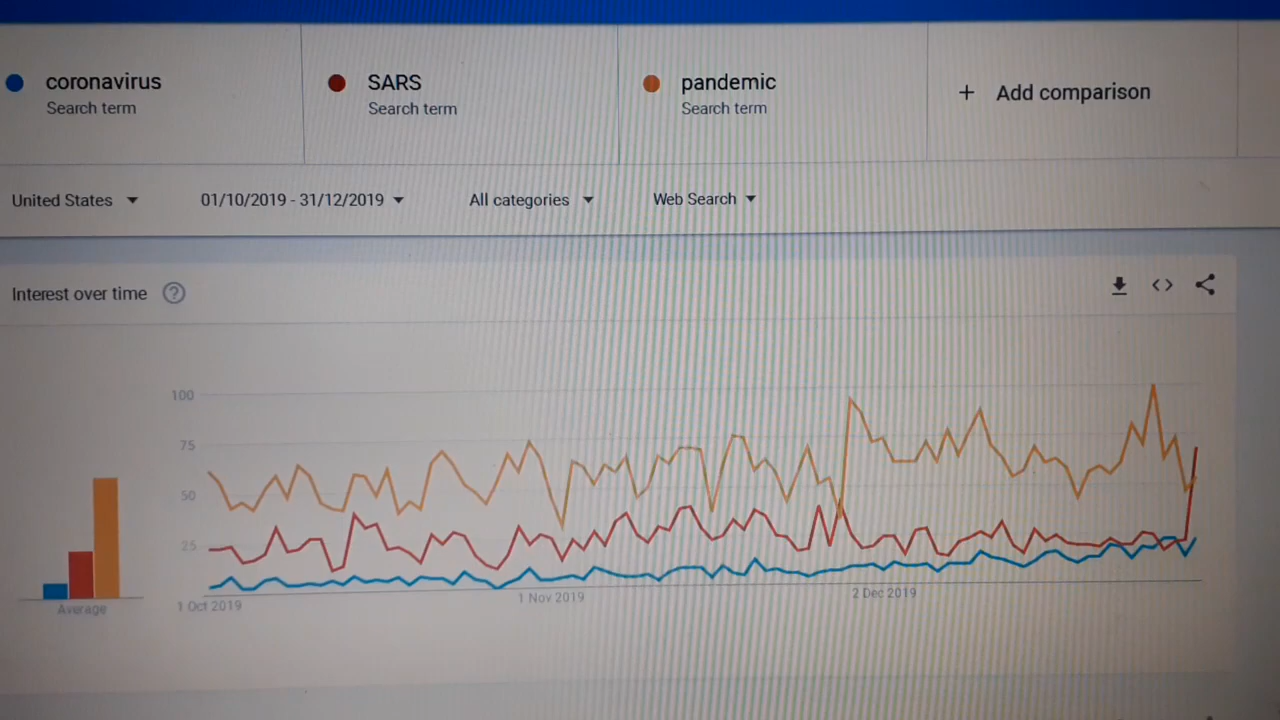 coronavirus
Search term
SARS
Search term
pandemic
Search term
+ Add comparison
United States
01/10/2019 - 31/12/2019
All categories
Web Search
Interest over time ?
100
75
50
25
Average
1 Oct 2019
1 Nov 2019
2 Dec 2019